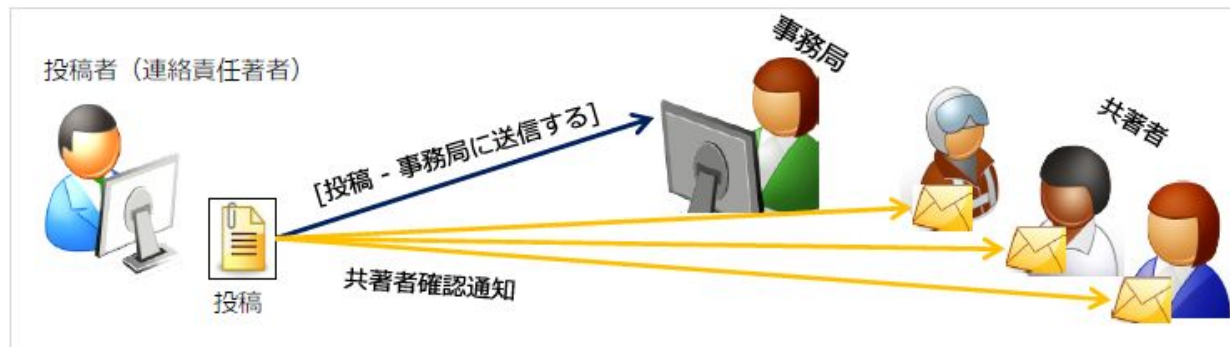 投稿者（連絡責任著者）
事務局
共著者
[投稿 - 事務局に送信する]
投稿
共著者確認通知